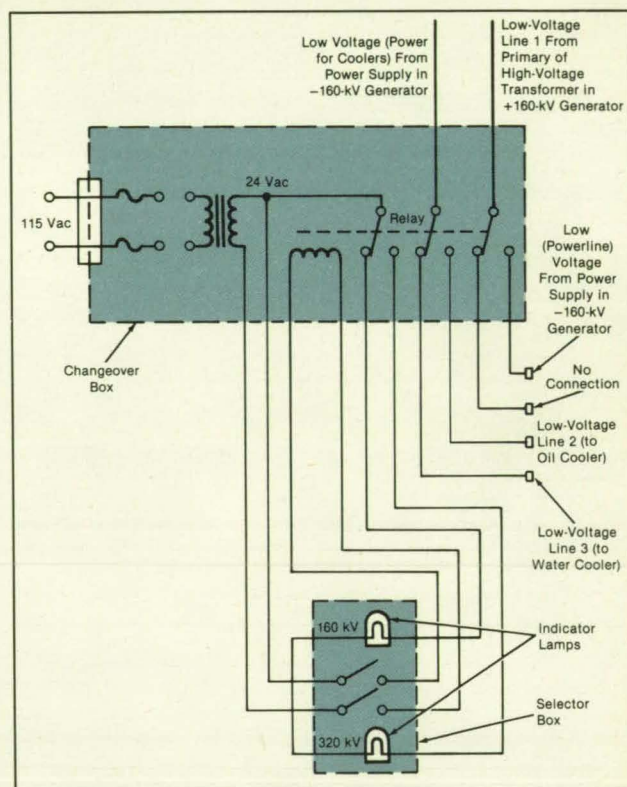 Low Voltage (Power
for Coolers) From
Power Supply in
−160-kV Generator
Low-Voltage
Line 1 From
Primary of
High-Voltage
Transformer in
+160-kV Generator
24 Vac
115 Vac
Relay
Low
(Powerline)
Voltage
From Power
Supply in
−160-kV
Generator
Changeover
Box
No
Connection
Low-Voltage
Line 2 (to
Oil Cooler)
Low-Voltage
Line 3 (to
Water Cooler)
160 kV
Indicator
Lamps
Selector
Box
320 kV